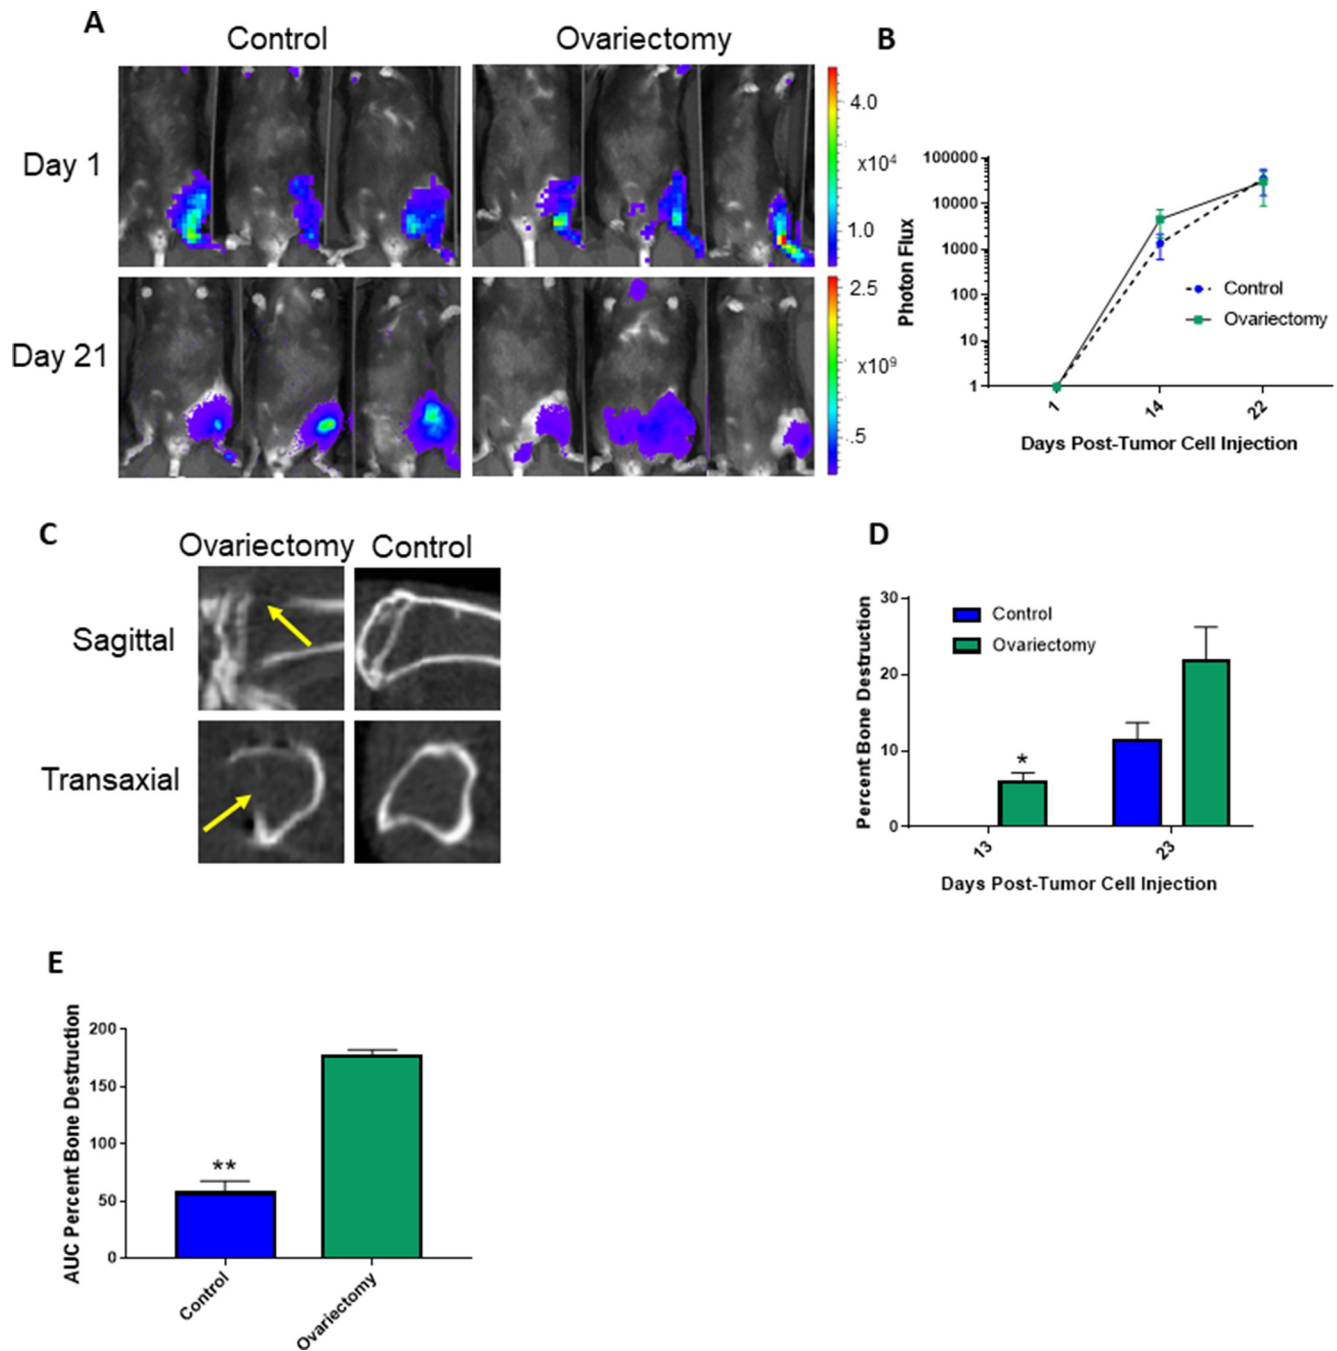 A
Control
Ovariectomy
Day 1
4.0
x10⁴
1.0
Day 21
2.5
x10⁹
.5
B
Photon Flux
100000
10000
1000
100
10
1
Control
Ovariectomy
1
14
22
Days Post-Tumor Cell Injection
C
Ovariectomy
Control
Sagittal
Transaxial
D
Percent Bone Destruction
30
20
10
0
Control
Ovariectomy
*
13
23
Days Post-Tumor Cell Injection
E
AUC Percent Bone Destruction
200
150
100
50
0
**
Control
Ovariectomy